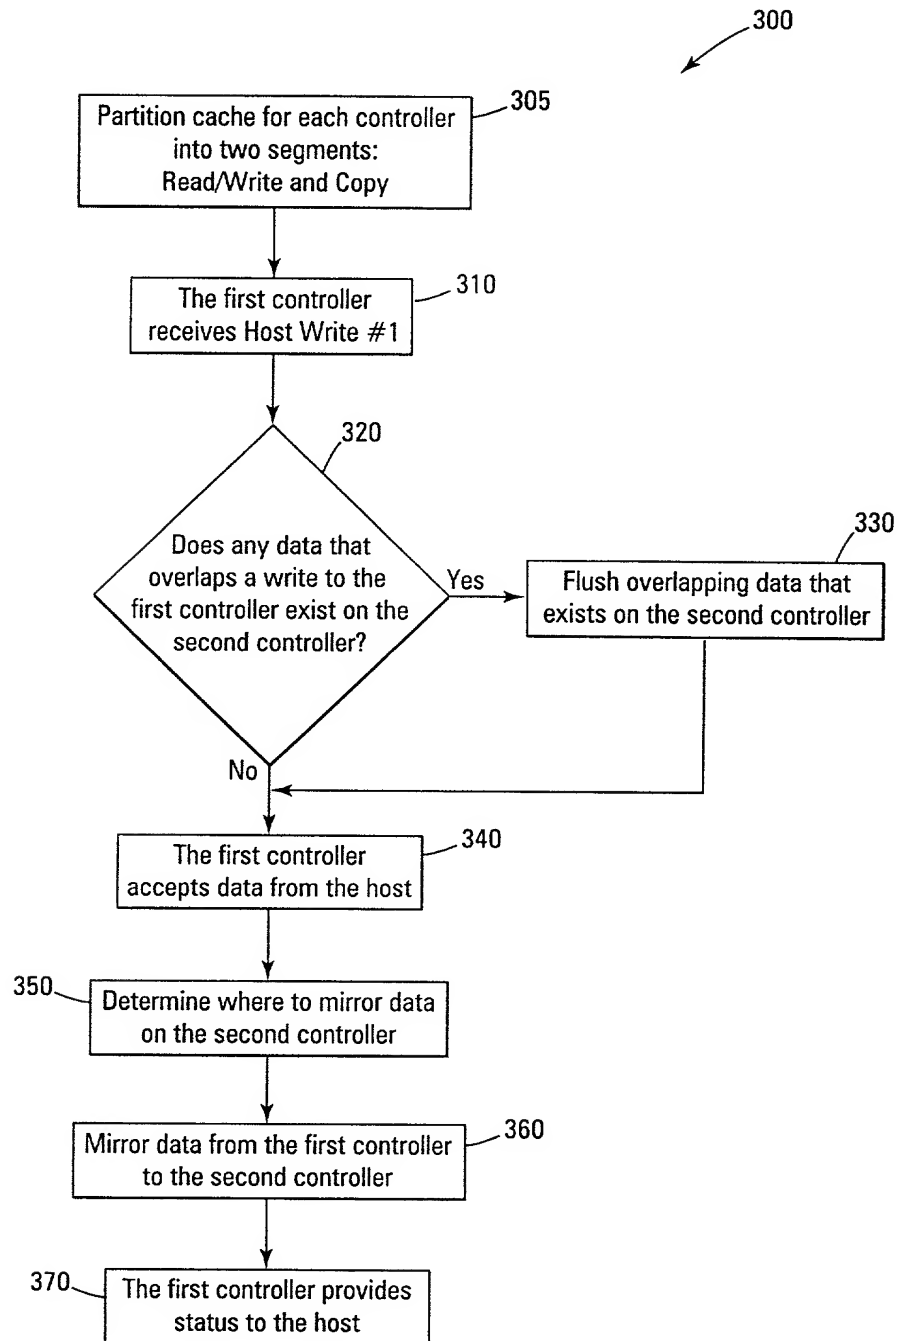 300
305
Partition cache for each controller
into two segments:
Read/Write and Copy
310
The first controller
receives Host Write #1
320
Does any data that
overlaps a write to the
first controller exist on the
second controller?
Yes
330
Flush overlapping data that
exists on the second controller
No
340
The first controller
accepts data from the host
350
Determine where to mirror data
on the second controller
360
Mirror data from the first controller
to the second controller
370
The first controller provides
status to the host